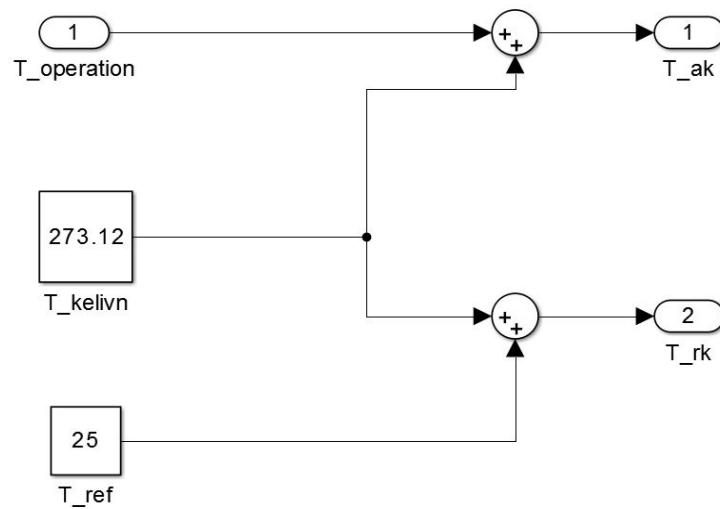 1
T_operation
1
T_ak
273.12
T_kelivn
2
T_rk
25
T_ref